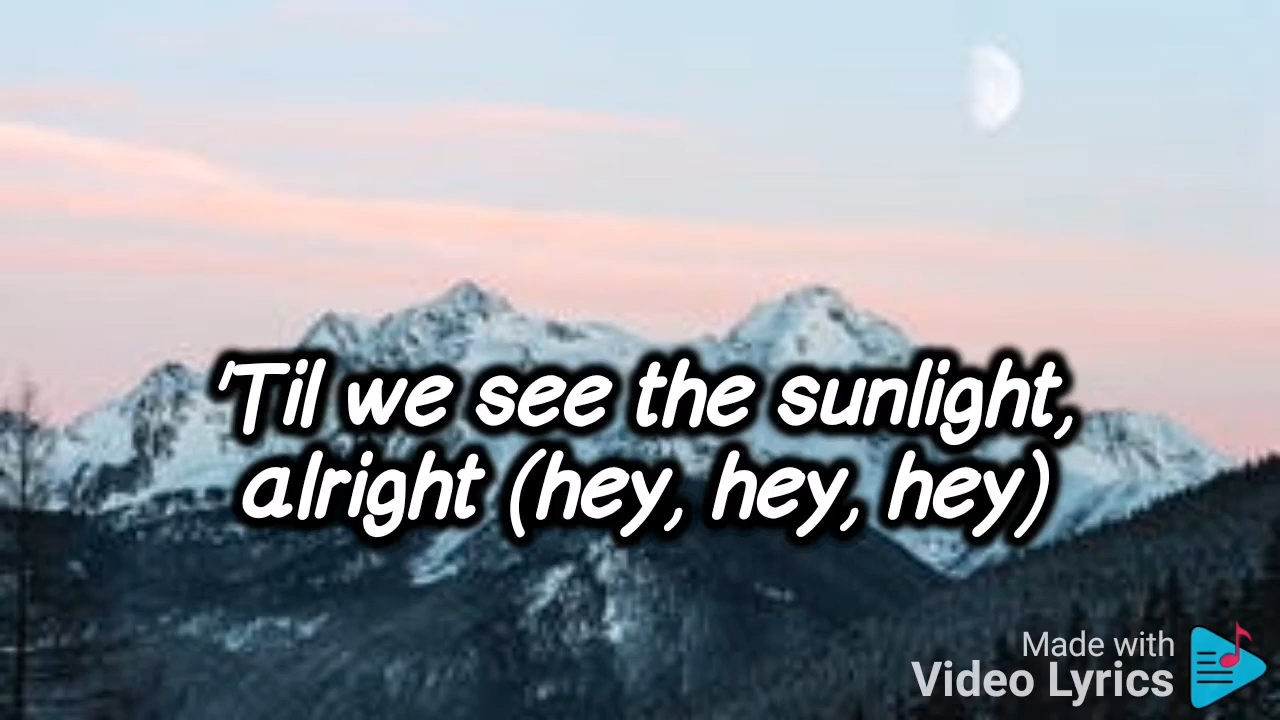 'Til we see the sunlight,
alright (hey, hey, hey)
Made with
Video Lyrics